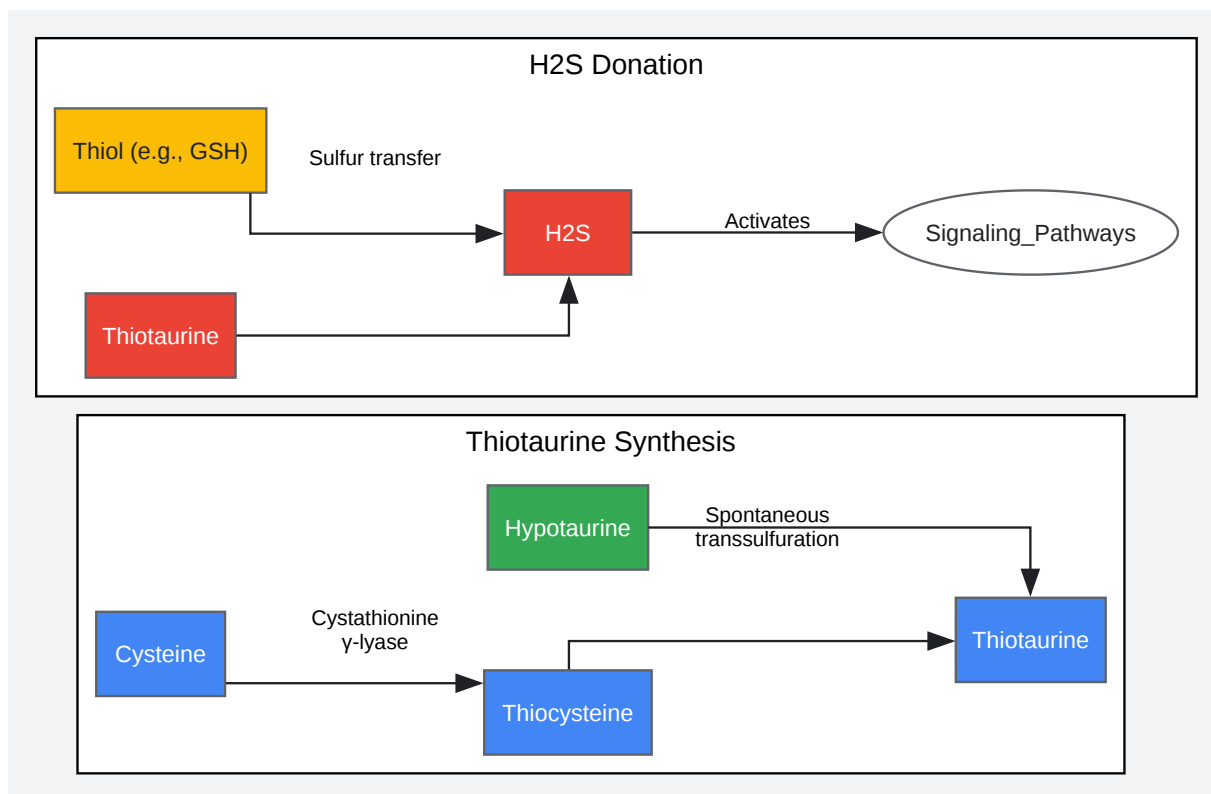 H2S Donation
Thiol (e.g., GSH)
Sulfur transfer
H2S
Activates
Signaling_Pathways
Thiotaurine
Thiotaurine Synthesis
Hypotaurine
Spontaneous
transsulfuration
Cysteine
Cystathionine
γ-lyase
Thiocysteine
Thiotaurine